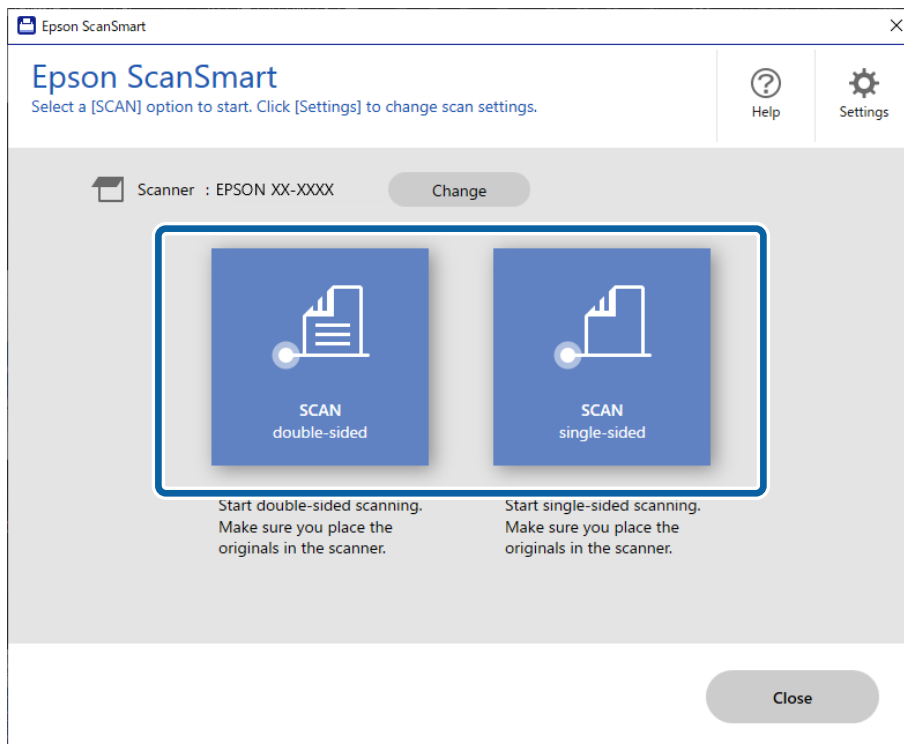 Epson ScanSmart
Epson ScanSmart
Select a [SCAN] option to start. Click [Settings] to change scan settings.
Help
Settings
Scanner : EPSON XX-XXXX
Change
SCAN
double-sided
SCAN
single-sided
Start double-sided scanning.
Make sure you place the
originals in the scanner.
Start single-sided scanning.
Make sure you place the
originals in the scanner.
Close